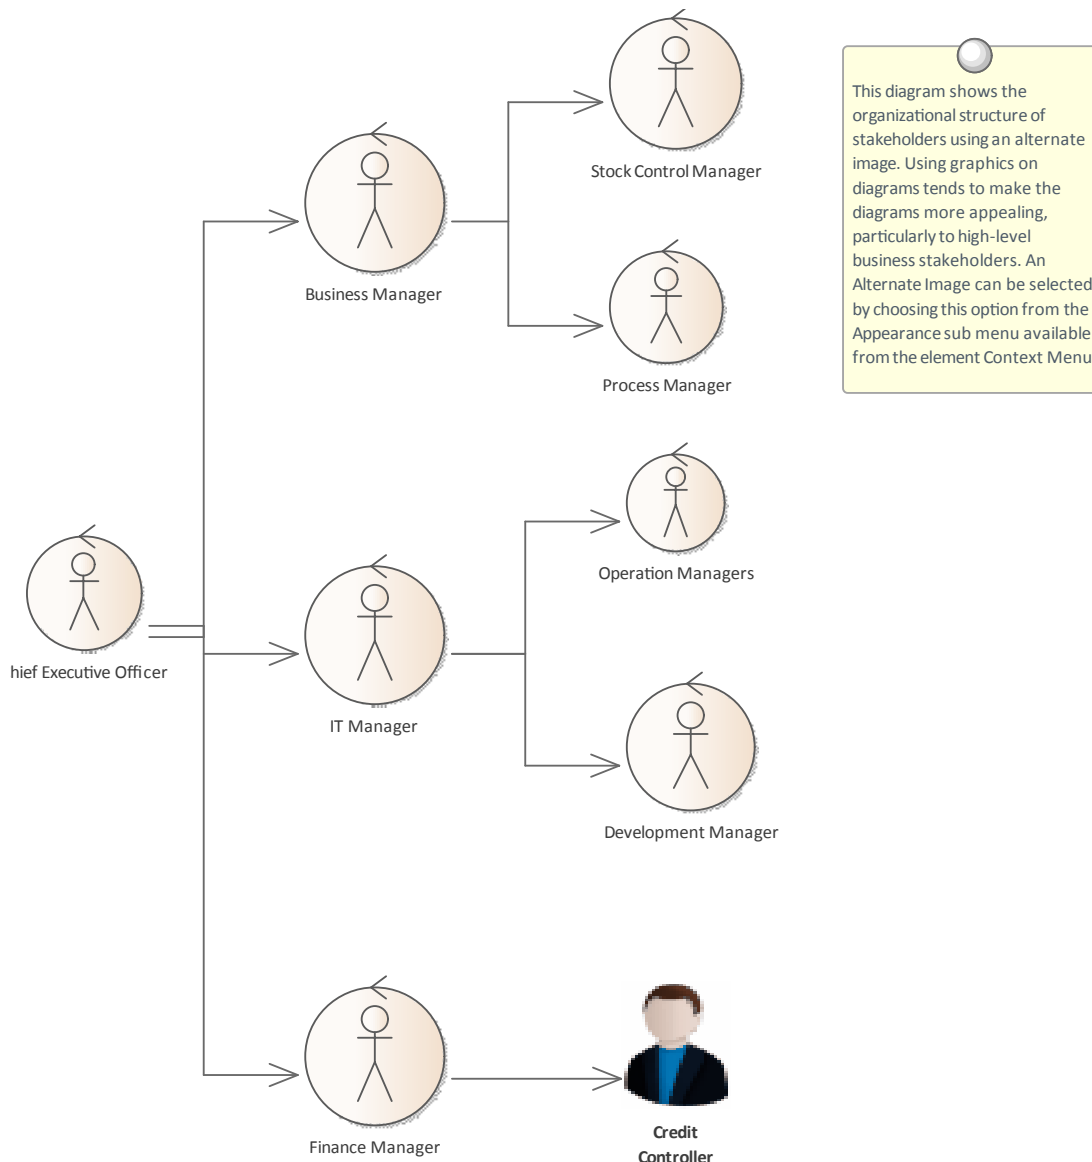 Stock Control Manager
Business Manager
Process Manager
This diagram shows the
organizational structure of
stakeholders using an alternate
image. Using graphics on
diagrams tends to make the
diagrams more appealing,
particularly to high-level
business stakeholders. An
Alternate Image can be selected
by choosing this option from the
Appearance sub menu available
from the element Context Menu
Operation Managers
hief Executive Officer
IT Manager
Development Manager
Finance Manager
Credit
Controller